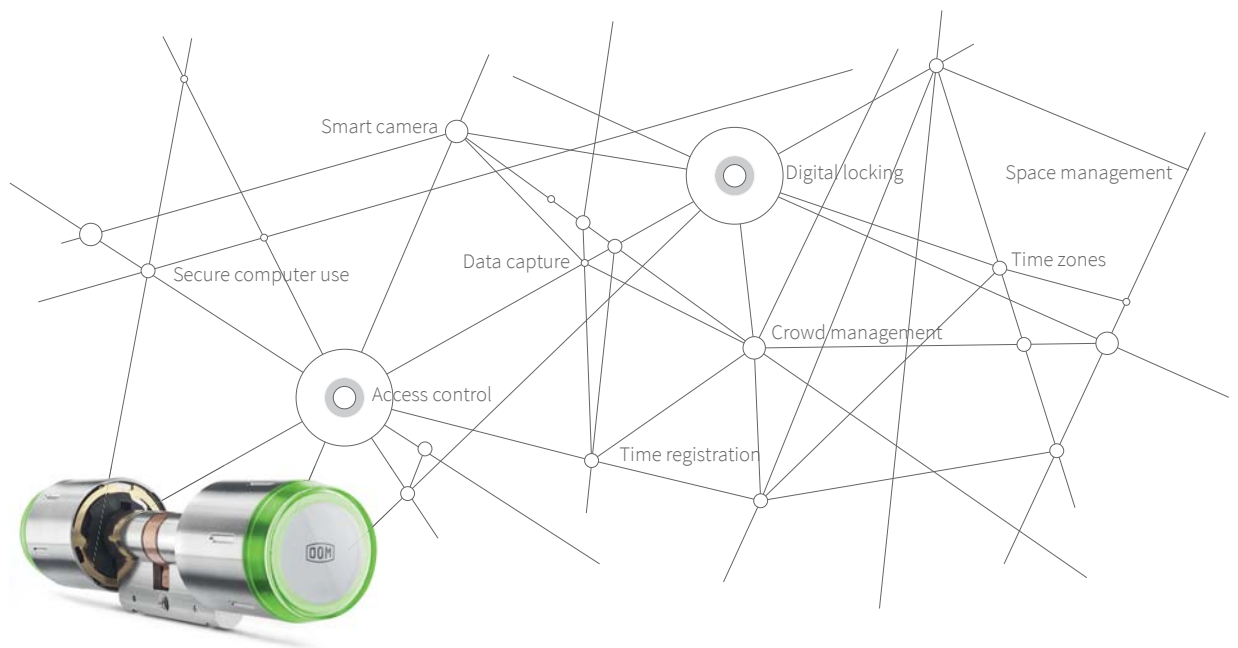 Smart camera
Digital locking
Space management
Data capture
Time zones
Secure computer use
Crowd management
Access control
Time registration
DOM